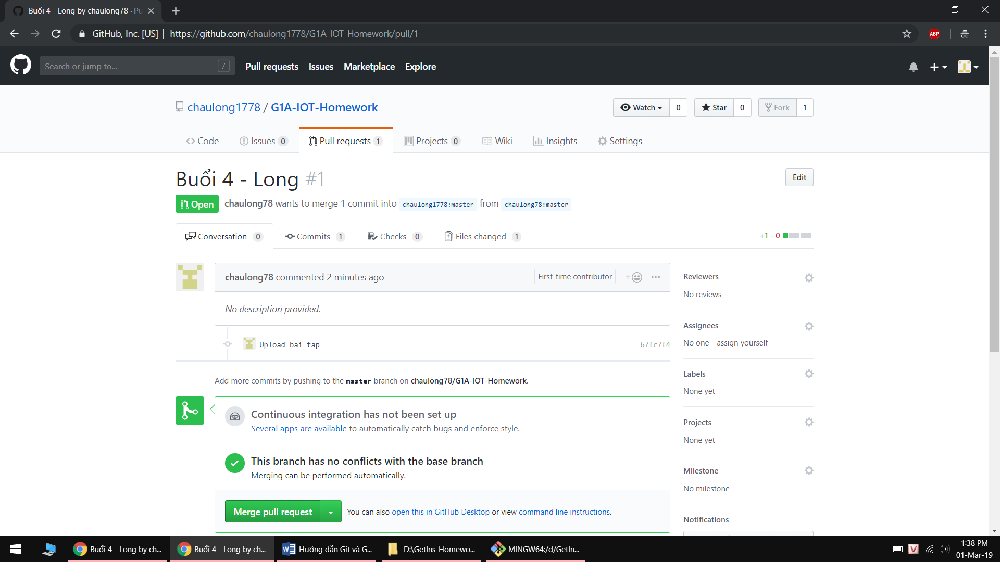 Buổi 4 - Long by chaulong78 · Pu
GitHub, Inc. [US] | https://github.com/chaulong1778/G1A-IOT-Homework/pull/1
ABP
Search or jump to... /
Pull requests Issues Marketplace Explore
chaulong1778 / G1A-IOT-Homework
Watch 0 Star 0 Fork 1
Code Issues 0 Pull requests 1 Projects 0 Wiki Insights Settings
Buổi 4 - Long #1
Edit
Open chaulong78 wants to merge 1 commit into chaulong1778:master from chaulong78:master
Conversation 0 Commits 1 Checks 0 Files changed 1 +1 −0
chaulong78 commented 2 minutes ago First-time contributor
No description provided.
Upload bai tap 67fc7f4
Add more commits by pushing to the master branch on chaulong78/G1A-IOT-Homework.
Continuous integration has not been set up
Several apps are available to automatically catch bugs and enforce style.
This branch has no conflicts with the base branch
Merging can be performed automatically.
Merge pull request You can also open this in GitHub Desktop or view command line instructions.
Reviewers
No reviews
Assignees
No one—assign yourself
Labels
None yet
Projects
None yet
Milestone
No milestone
Notifications
Buổi 4 - Long by ch...
Buổi 4 - Long by ch...
Hướng dẫn Git và G...
D:\GetIns-Homewo...
MINGW64:/d/GetIn...
V
1:38 PM
01-Mar-19